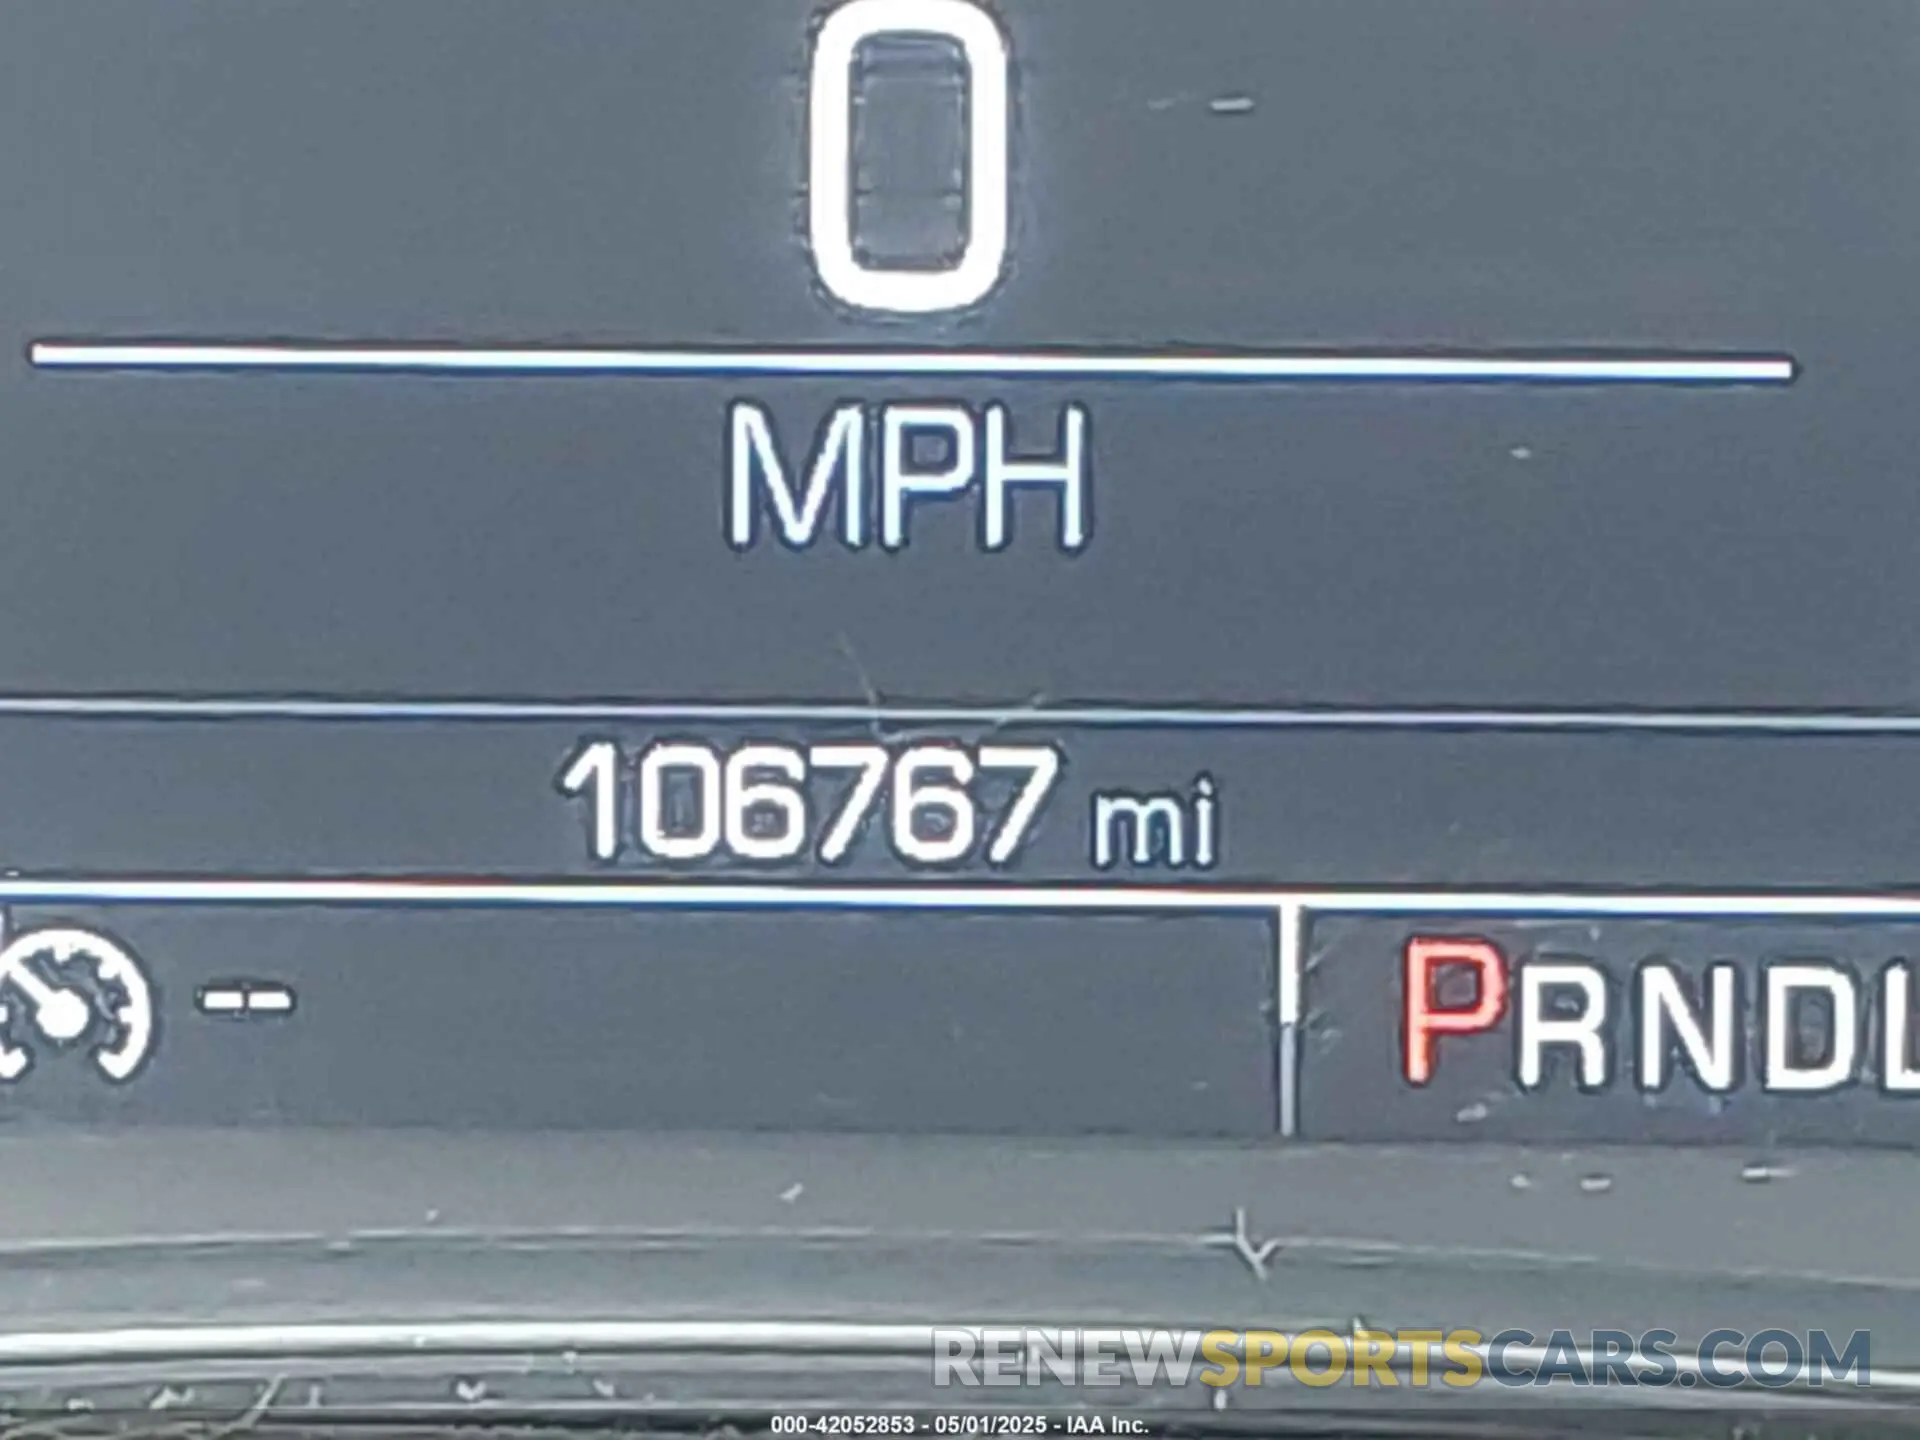 0
MPH
106767 mi
-- PRNDL
RENEWSPORTSCARS.COM
000-42052853 - 05/01/2025 - IAA Inc.